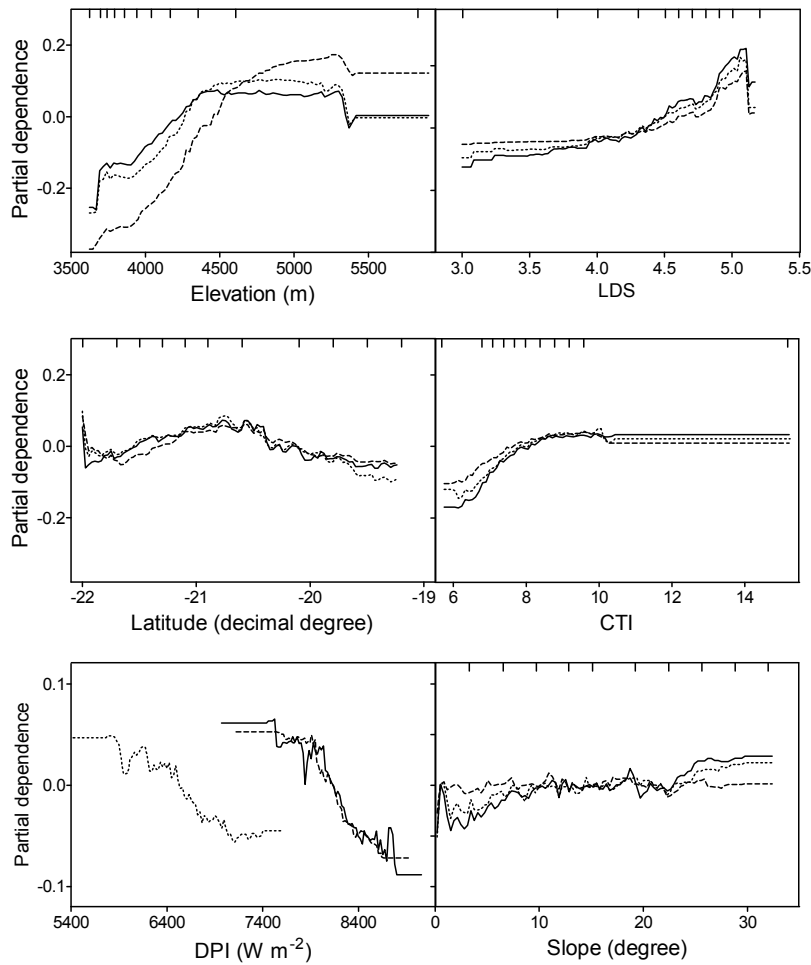 Partial dependence
0.2
0.0
-0.2
3500 4000 4500 5000 5500
3.0 3.5 4.0 4.5 5.0 5.5
Elevation (m)
LDS
Partial dependence
0.2
0.0
-0.2
-22 -21 -20 -19
6 8 10 12 14
Latitude (decimal degree)
CTI
Partial dependence
0.1
0.0
-0.1
5400 6400 7400 8400
0 10 20 30
DPI (W m-2)
Slope (degree)